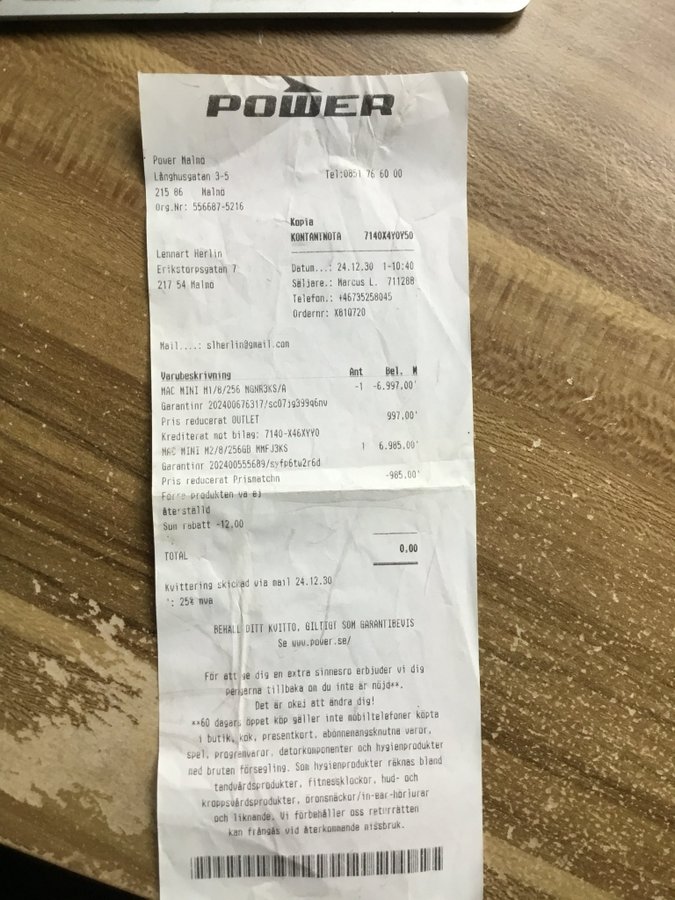 POWER
Power Malmö
Långhusgatan 3-5 Tel:0851 76 60 00
215 86 Malmö
Org.Nr: 556687-5216
Kopia
KONTANTNOTA 7140X4Y0Y50
Lennart Herlin
Erikstorpsgatan 7
217 54 Malmö
Datum...: 24.12.30 1-10:40
Säljare.: Marcus L. 711288
Telefon.: +46735258045
Ordernr: X810720
Mail....: slherlin@gmail.com
Varubeskrivning Ant Bel. M
MAC MINI M1/8/256 MGNR3KS/A -1 -6.997,00'
Garantinr 202400676317/sc07jg399q6nv
Pris reducerat OUTLET 997,00'
Krediterat mot bilag: 7140-X46XYY0
MAC MINI M2/8/256GB MMFJ3KS 1 6.985,00'
Garantinr 202400555689/syfp6tw2r6d
Pris reducerat Prismatchn -985,00'
Förre produkten va ej
återställd
Sum rabatt -12,00
TOTAL 0,00
Kvittering skickad via mail 24.12.30
': 25% mva
BEHÅLL DITT KVITTO, GILTIGT SOM GARANTIBEVIS
Se www.power.se/
För att ge dig en extra sinnesro erbjuder vi dig
pengarna tillbaka om du inte är nöjd**.
Det är okej att ändra dig!
**60 dagars öppet köp gäller inte mobiltelefoner köpta
i butik, kök, presentkort, abonnenangsknutna varor,
spel, programvaror, datorkomponenter och hygienprodukter
med bruten försegling. Som hygienprodukter räknas bland
tandvårdsprodukter, fitnessklockor, hud- och
kroppsvårdsprodukter, öronsnäckor/in-ear-hörlurar
och liknande. Vi förbehåller oss returrätten
kan frångås vid återkommande missbruk.